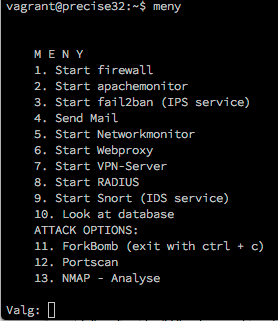 vagrant@precise32:~$ meny
M E N Y
1. Start firewall
2. Start apachemonitor
3. Start fail2ban (IPS service)
4. Send Mail
5. Start Networkmonitor
6. Start Webproxy
7. Start VPN-Server
8. Start RADIUS
9. Start Snort (IDS service)
10. Look at database
ATTACK OPTIONS:
11. ForkBomb (exit with ctrl + c)
12. Portscan
13. NMAP - Analyse
Valg: